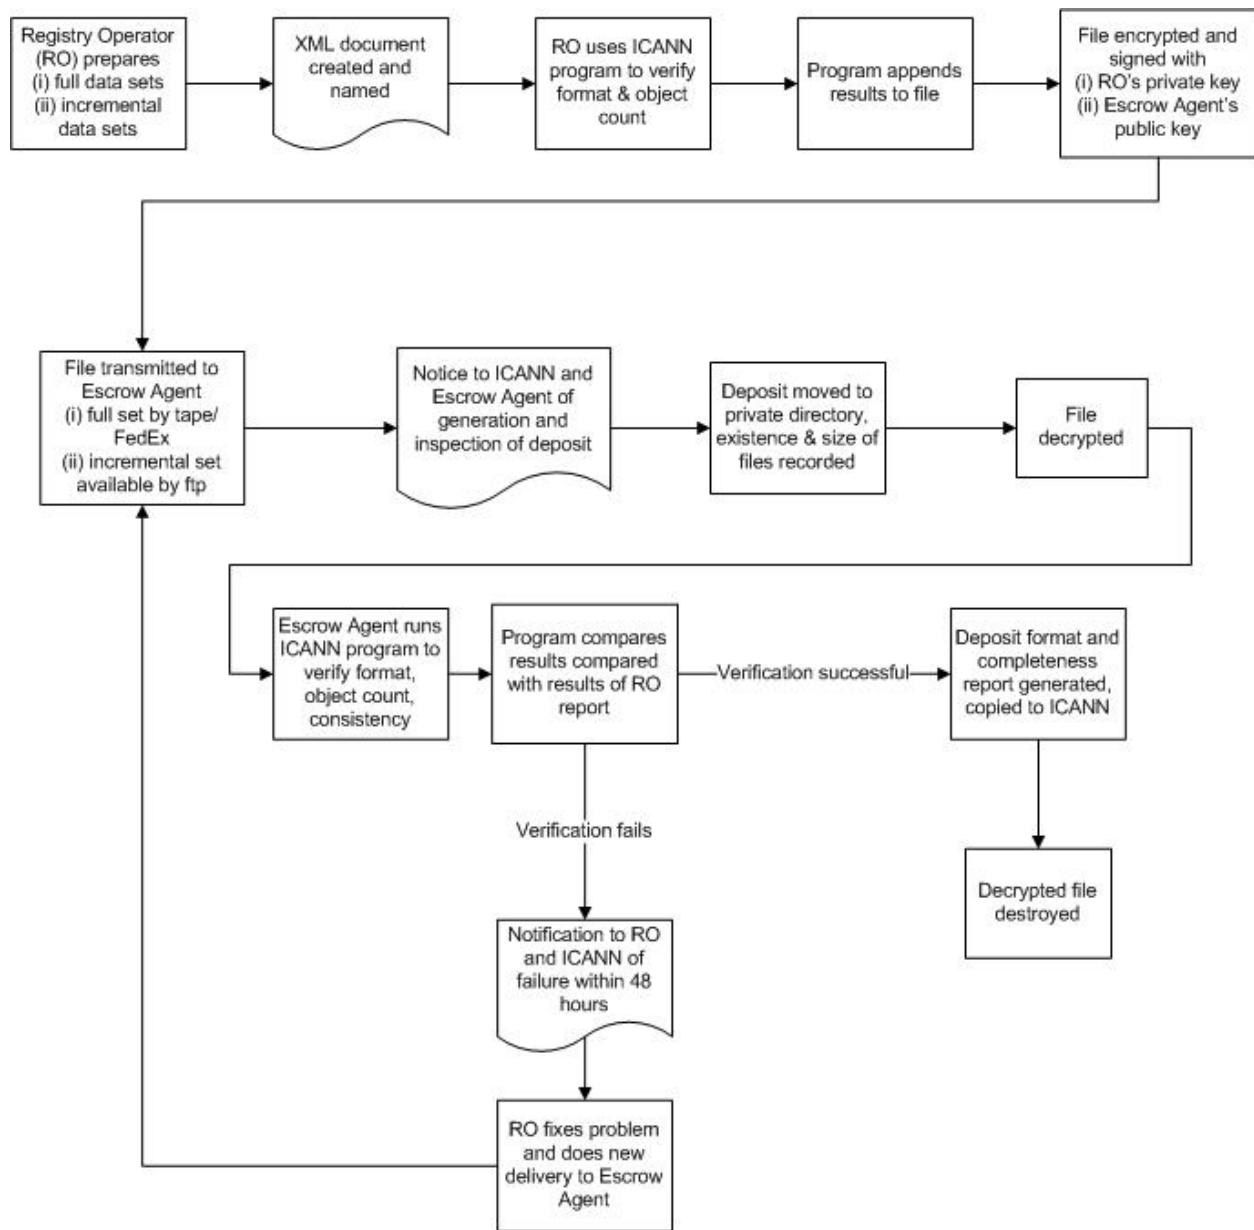 Registry Operator
(RO) prepares
(i) full data sets
(ii) incremental
data sets
XML document
created and
named
RO uses ICANN
program to verify
format & object
count
Program appends
results to file
File encrypted and
signed with
(i) RO's private key
(ii) Escrow Agent's
public key
File transmitted to
Escrow Agent
(i) full set by tape/
FedEx
(ii) incremental set
available by ftp
Notice to ICANN and
Escrow Agent of
generation and
inspection of deposit
Deposit moved to
private directory,
existence & size of
files recorded
File
decrypted
Escrow Agent runs
ICANN program to
verify format,
object count,
consistency
Program compares
results compared
with results of RO
report
Verification successful
Deposit format and
completeness
report generated,
copied to ICANN
Verification fails
Decrypted file
destroyed
Notification to RO
and ICANN of
failure within 48
hours
RO fixes problem
and does new
delivery to Escrow
Agent